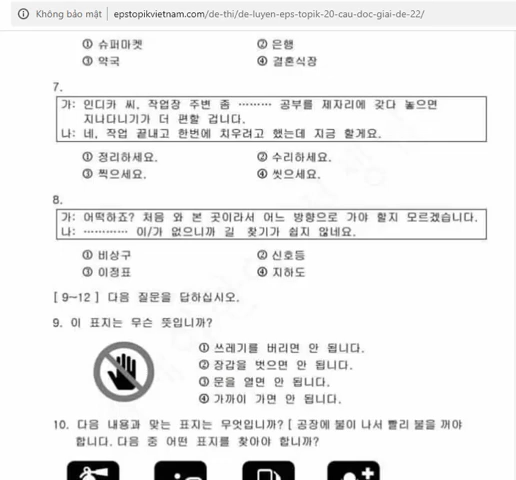 Không bảo mật | epstopikvietnam.com/de-thi/de-luyen-eps-topik-20-cau-doc-giai-de-22/
① 슈퍼마켓 ② 은행
③ 약국 ④ 결혼식장
7.
가: 인디카 씨, 작업장 주변 좀 ……… 공부를 제자리에 갖다 놓으면
지나다니기가 더 편할 겁니다.
나: 네, 작업 끝내고 한번에 치우려고 했는데 지금 할게요.
① 정리하세요. ② 수리하세요.
③ 찍으세요. ④ 씻으세요.
8.
가: 어떡하죠? 처음 와 본 곳이라서 어느 방향으로 가야 할지 모르겠습니다.
나: ………… 이/가 없으니까 길 찾기가 쉽지 않네요.
① 비상구 ② 신호등
③ 이정표 ④ 지하도
[ 9~12 ] 다음 질문을 답하십시오.
9. 이 표지는 무슨 뜻입니까?
① 쓰레기를 버리면 안 됩니다.
② 장갑을 벗으면 안 됩니다.
③ 문을 열면 안 됩니다.
④ 가까이 가면 안 됩니다.
10. 다음 내용과 맞는 표지는 무엇입니까? [ 공장에 불이 나서 빨리 불을 꺼야
합니다. 다음 중 어떤 표지를 찾아야 합니까?